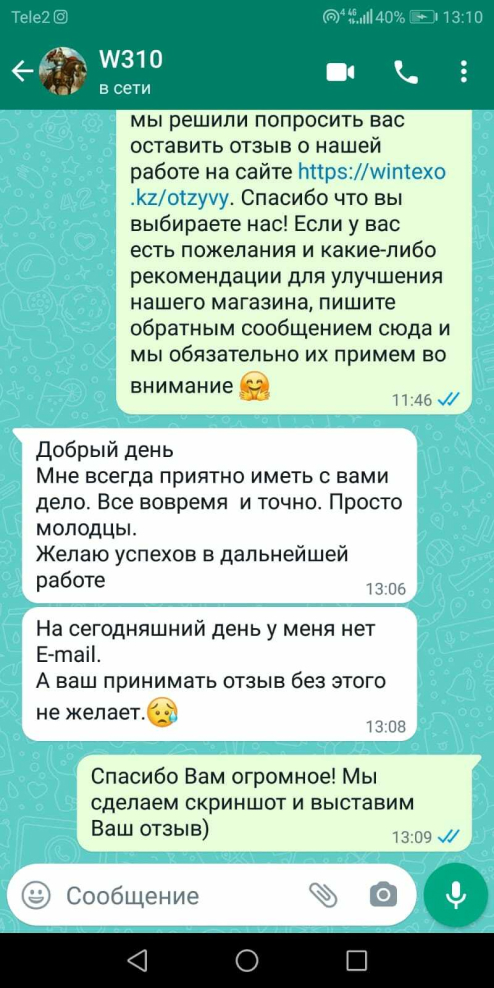 Tele2 4G 46 40% 13:10
W310
в сети
мы решили попросить вас
оставить отзыв о нашей
работе на сайте https://wintexo
.kz/otzyvy. Спасибо что вы
выбираете нас! Если у вас
есть пожелания и какие-либо
рекомендации для улучшения
нашего магазина, пишите
обратным сообщением сюда и
мы обязательно их примем во
внимание 🤗
11:46
Добрый день
Мне всегда приятно иметь с вами
дело. Все вовремя и точно. Просто
молодцы.
Желаю успехов в дальнейшей
работе
13:06
На сегодняшний день у меня нет
E-mail.
А ваш принимать отзыв без этого
не желает.😥
13:08
Спасибо Вам огромное! Мы
сделаем скриншот и выставим
Ваш отзыв)
13:09
Сообщение